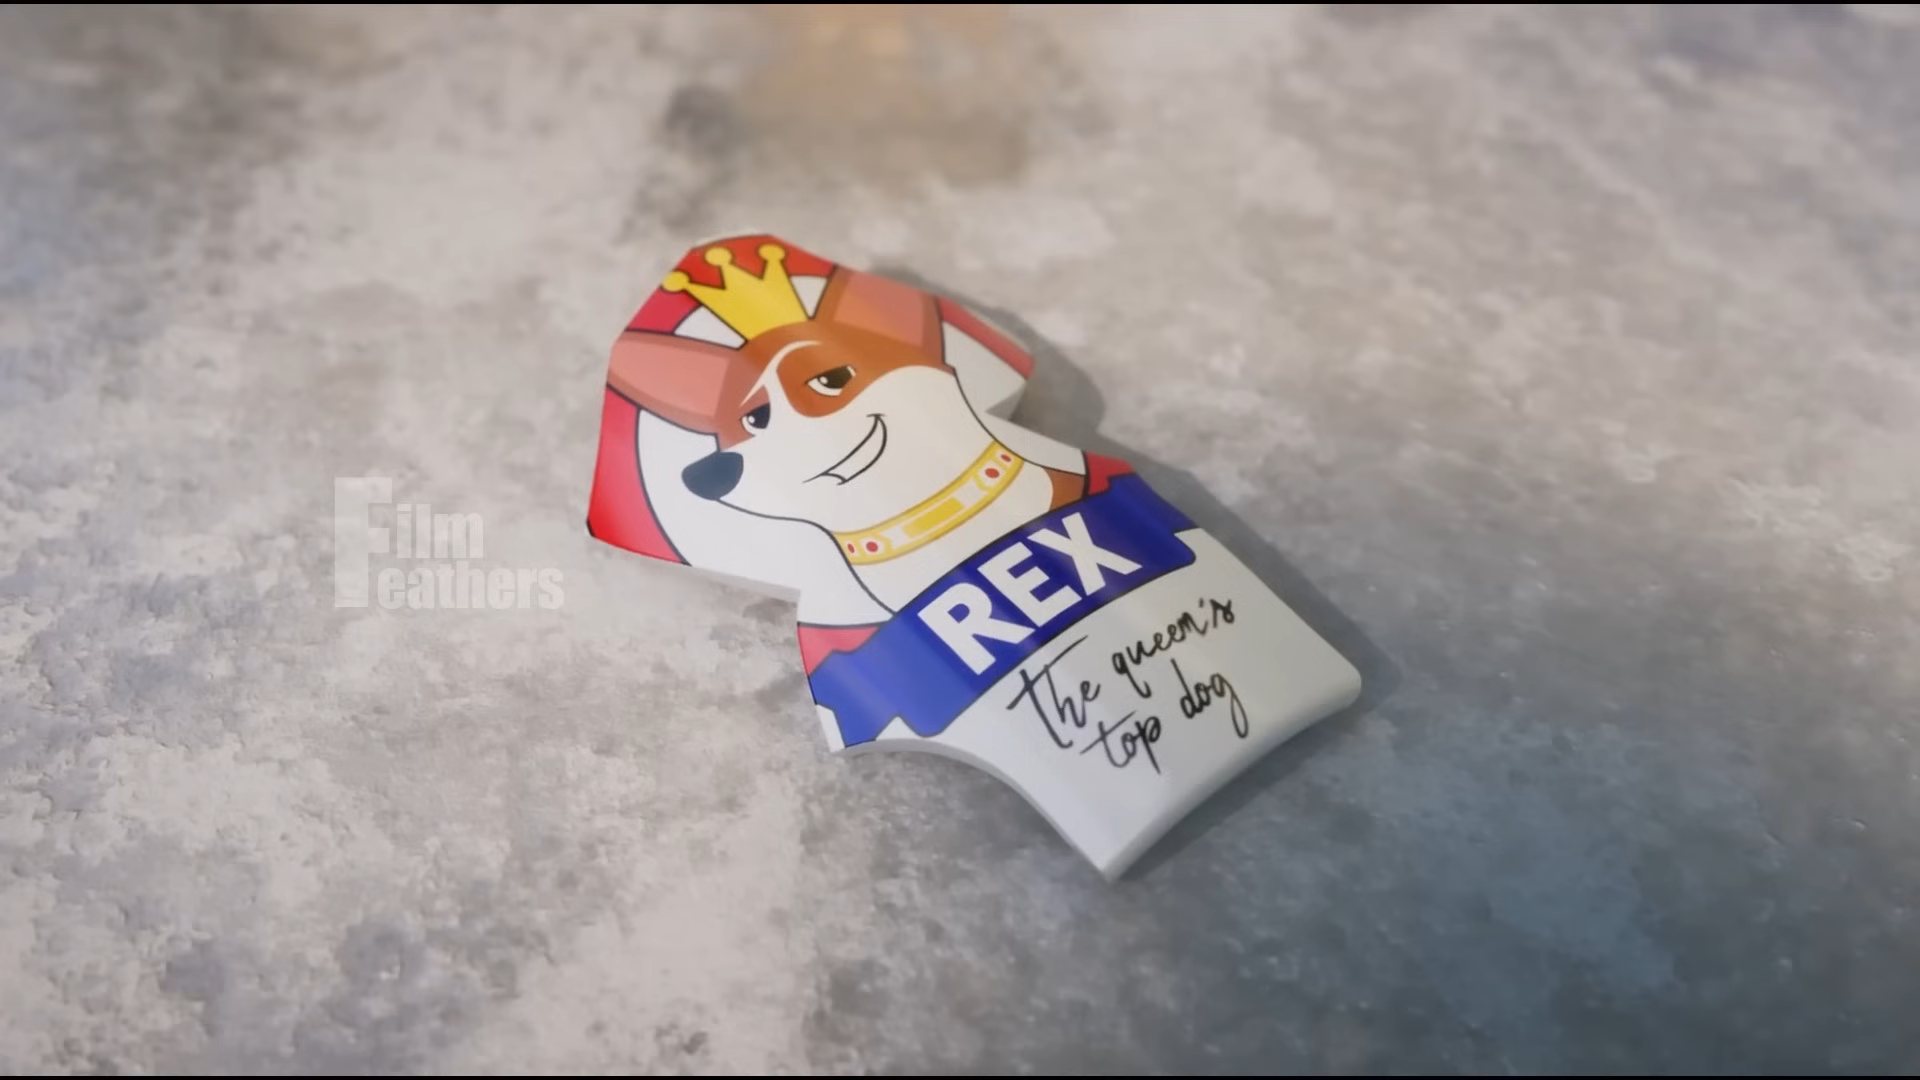 Film
Feathers
REX
The queen's
top dog